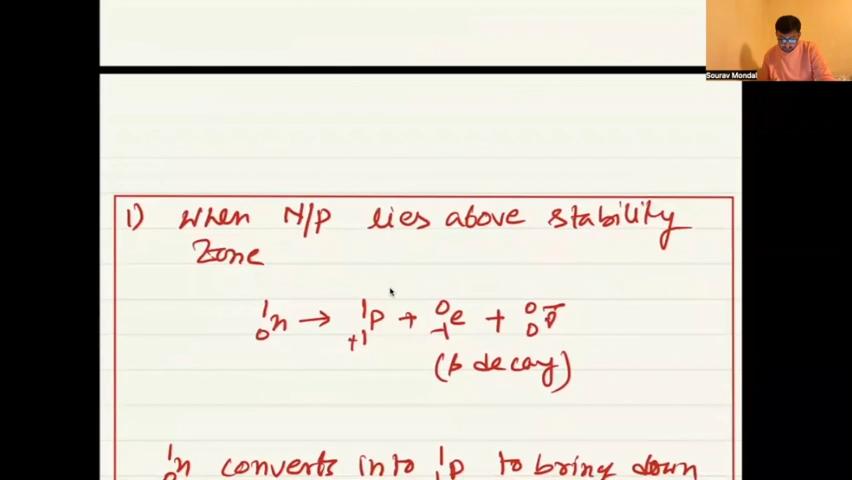 Sourav Mondal
1) When N/P lies above stability
Zone
¹₀n → ¹₊₁P + ⁰₋₁e + ⁰₀ν̅
(β decay)
¹₀n converts into ¹₁P to bring down